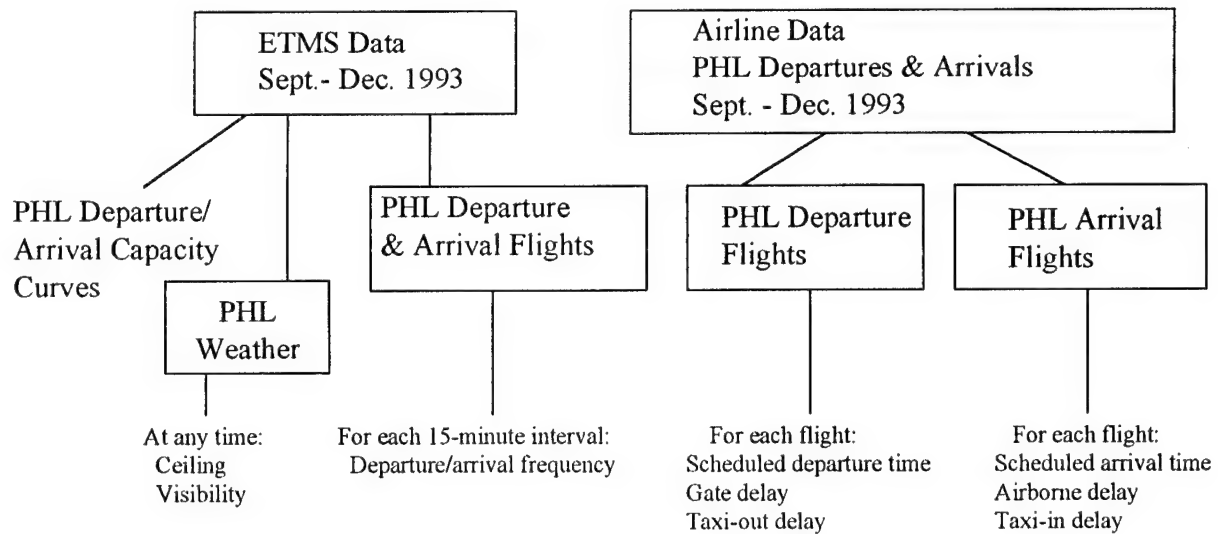 ETMS Data
Sept.- Dec. 1993
Airline Data
PHL Departures & Arrivals
Sept. - Dec. 1993
PHL Departure/
Arrival Capacity
Curves
PHL
Weather
PHL Departure
& Arrival Flights
PHL Departure
Flights
PHL Arrival
Flights
At any time:
Ceiling
Visibility
For each 15-minute interval:
Departure/arrival frequency
For each flight:
Scheduled departure time
Gate delay
Taxi-out delay
For each flight:
Scheduled arrival time
Airborne delay
Taxi-in delay